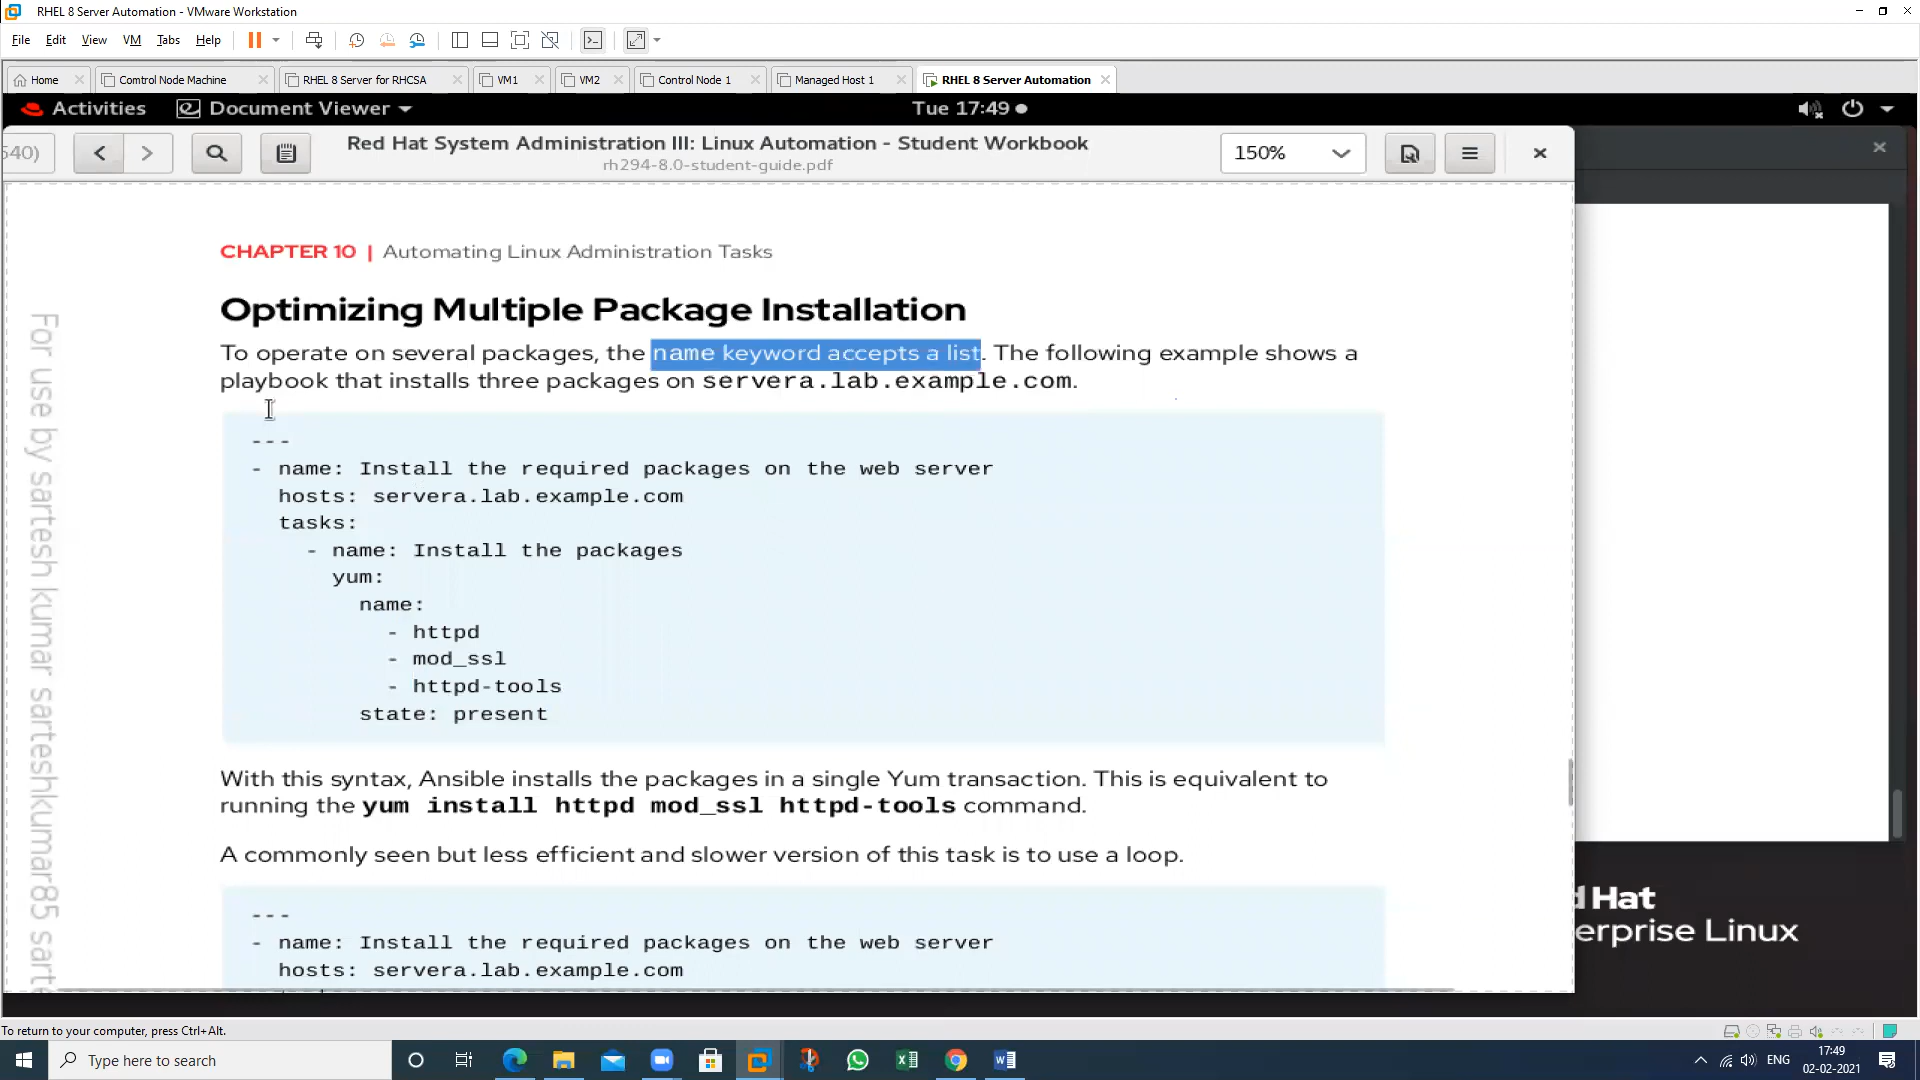 RHEL 8 Server Automation - VMware Workstation
File Edit View VM Tabs Help
Home Comtrol Node Machine RHEL 8 Server for RHCSA VM1 VM2 Control Node 1 Managed Host 1 RHEL 8 Server Automation
Activities Document Viewer Tue 17:49
540) Red Hat System Administration III: Linux Automation - Student Workbook 150%
rh294-8.0-student-guide.pdf
CHAPTER 10 | Automating Linux Administration Tasks
Optimizing Multiple Package Installation
To operate on several packages, the name keyword accepts a list. The following example shows a
playbook that installs three packages on servera.lab.example.com.
---
- name: Install the required packages on the web server
hosts: servera.lab.example.com
tasks:
- name: Install the packages
yum:
name:
- httpd
- mod_ssl
- httpd-tools
state: present
With this syntax, Ansible installs the packages in a single Yum transaction. This is equivalent to
running the yum install httpd mod_ssl httpd-tools command.
A commonly seen but less efficient and slower version of this task is to use a loop.
---
- name: Install the required packages on the web server
hosts: servera.lab.example.com
For use by sartesh kumar sarteshkumar85 sart
d Hat
erprise Linux
To return to your computer, press Ctrl+Alt.
Type here to search
ENG
17:49
02-02-2021